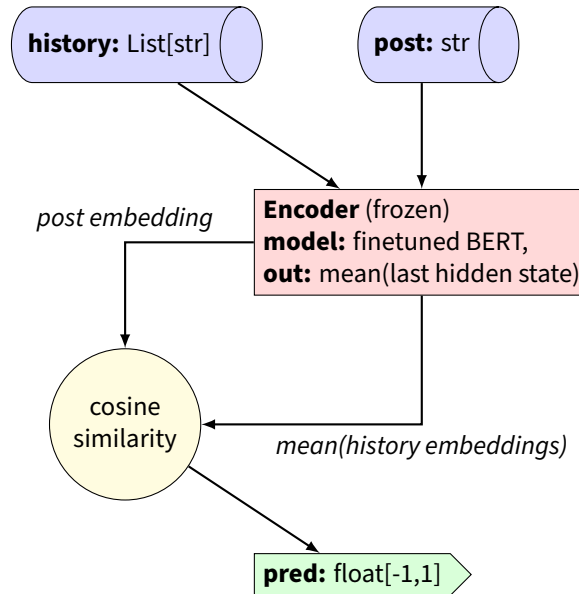 history: List[str]
post: str
Encoder (frozen)
model: finetuned BERT,
out: mean(last hidden state)
post embedding
cosine
similarity
mean(history embeddings)
pred: float[-1,1]